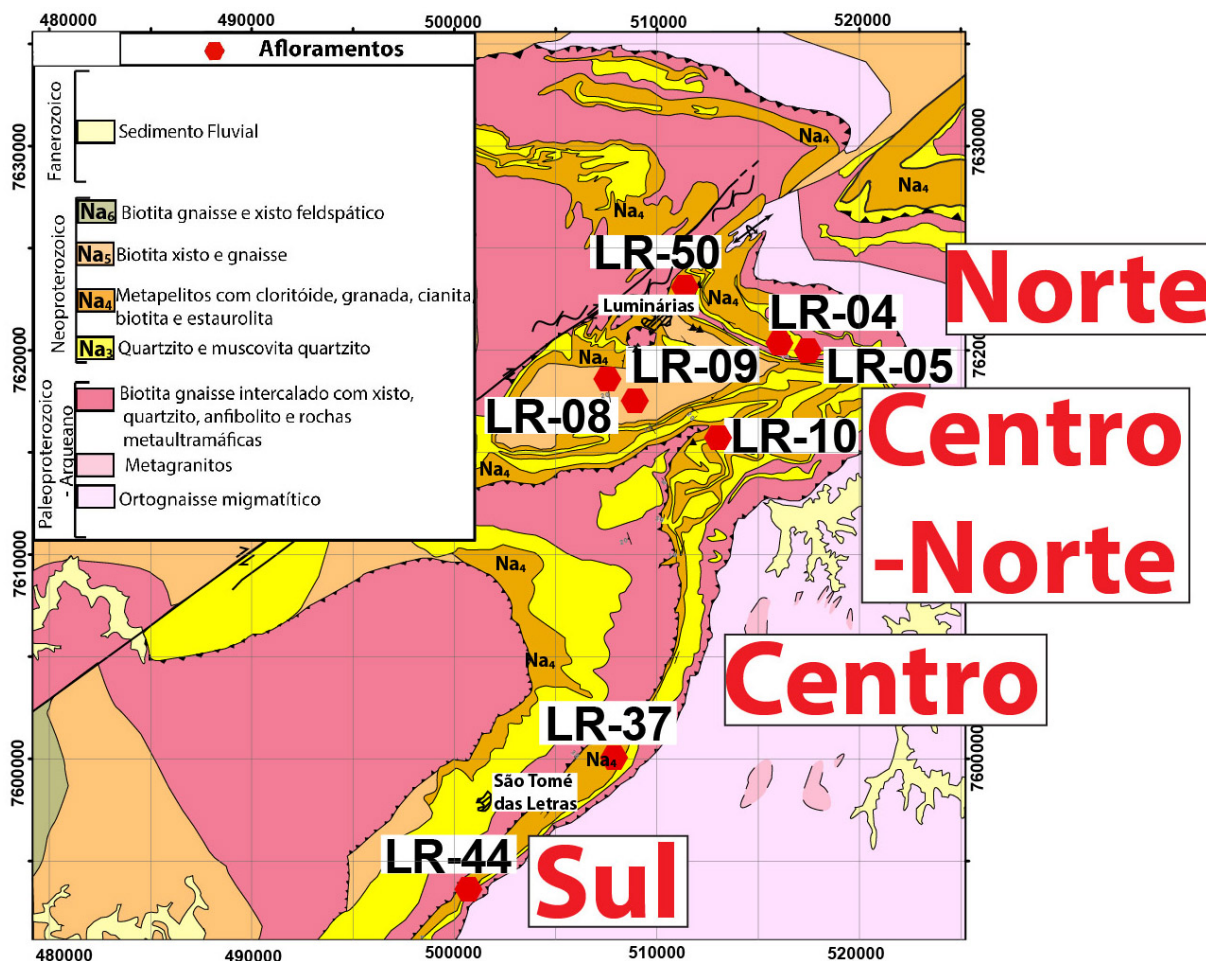 480000 490000 500000 510000 520000
Afloramentos
Fanerozoico
Sedimento Fluvial
Neoproterozoico
Na6 Biotita gnaisse e xisto feldspático
Na5 Biotita xisto e gnaisse
Na4 Metapelitos com cloritóide, granada, cianita,
biotita e estaurolita
Na3 Quartzito e muscovita quartzito
Paleoproterozoico
- Arqueano
Biotita gnaisse intercalado com xisto,
quartzito, anfibolito e rochas
metaultramáficas
Metagranitos
Ortognaisse migmatítico
7630000
7620000
7610000
7600000
Na4
7630000
Na4
Na4
LR-50
Norte
Na4
Luminárias
LR-04
7620000
Na4
LR-09
LR-05
LR-08
Centro
-Norte
LR-10
Na4
Na4
Na4
Centro
LR-37
Na4
7600000
São Tomé
das Letras
LR-44
Sul
480000 490000 500000 510000 520000